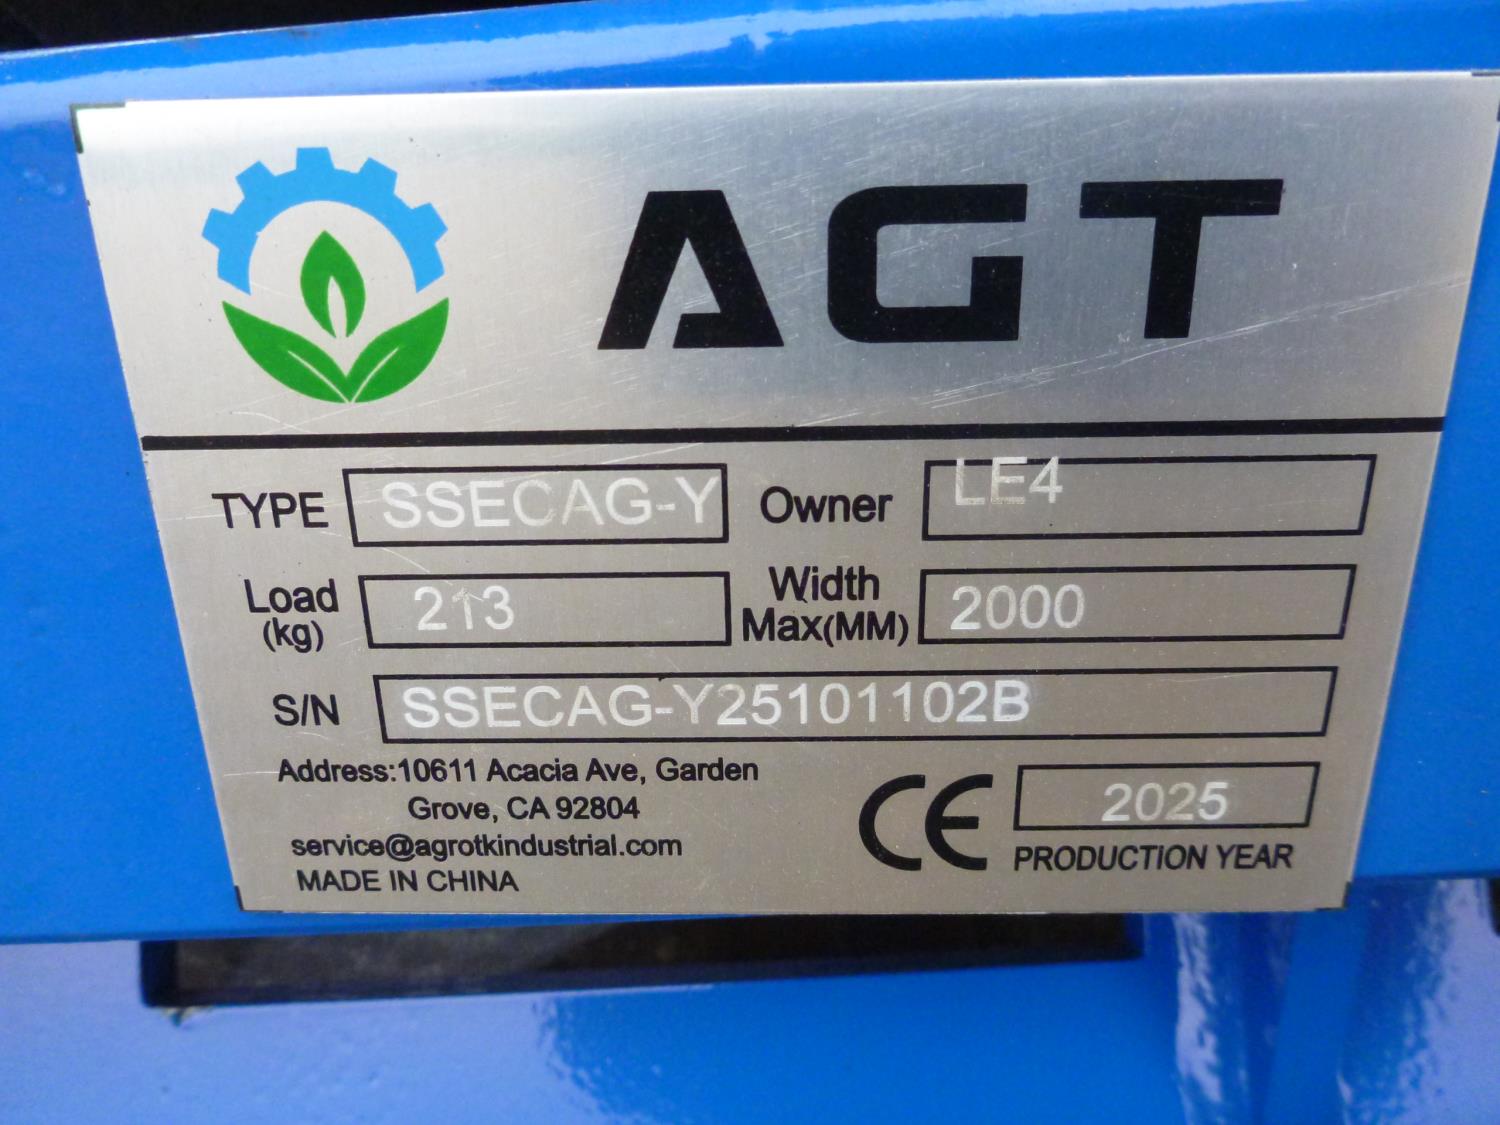 AGT
TYPE SSECAG-Y Owner LE4
Load (kg) 213 Width Max(MM) 2000
S/N SSECAG-Y25101102B
Address:10611 Acacia Ave, Garden
Grove, CA 92804
service@agrotkindustrial.com
MADE IN CHINA
CE 2025
PRODUCTION YEAR